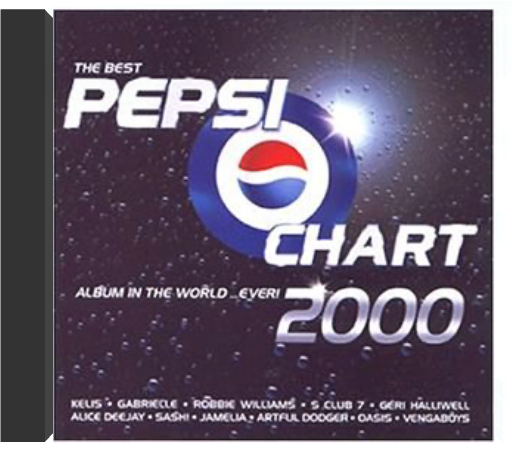 THE BEST
PEPSI
CHART
ALBUM IN THE WORLD...EVER!
2000
KELIS • GABRIELLE • ROBBIE WILLIAMS • S CLUB 7 • GERI HALLIWELL
ALICE DEEJAY • SASH! • JAMELIA • ARTFUL DODGER • OASIS • VENGABOYS